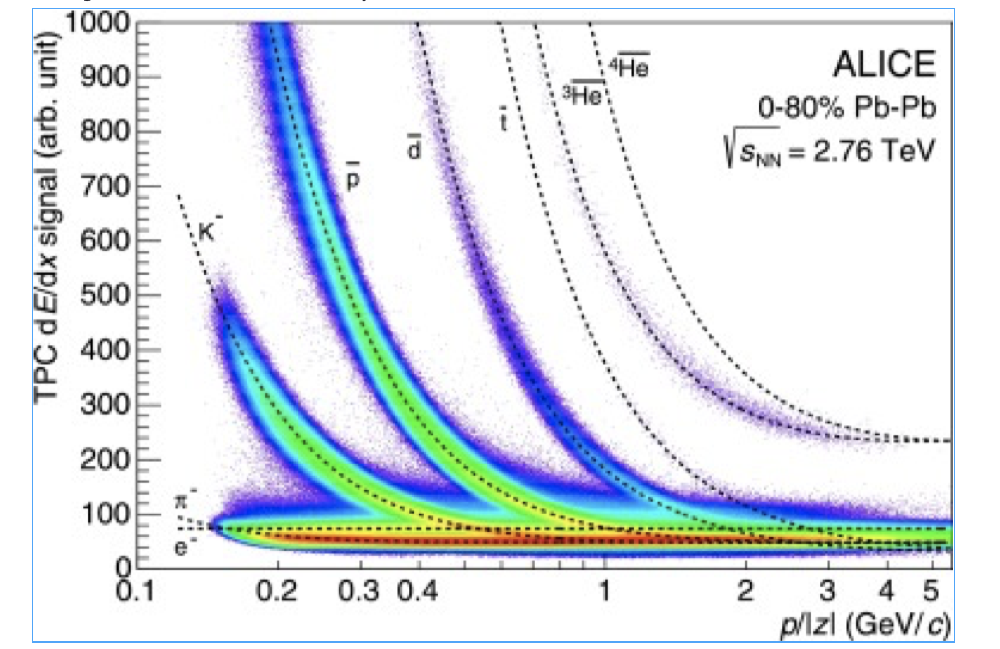 TPC dE/dx signal (arb. unit)
1000
900
800
700
600
500
400
300
200
100
0
ALICE
0-80% Pb-Pb
√sNN = 2.76 TeV
K⁻
π⁻
e⁻
p̅
d̅
t̅
³H̅e̅
⁴H̅e̅
0.1 0.2 0.3 0.4 1 2 3 4 5
p/|z| (GeV/c)